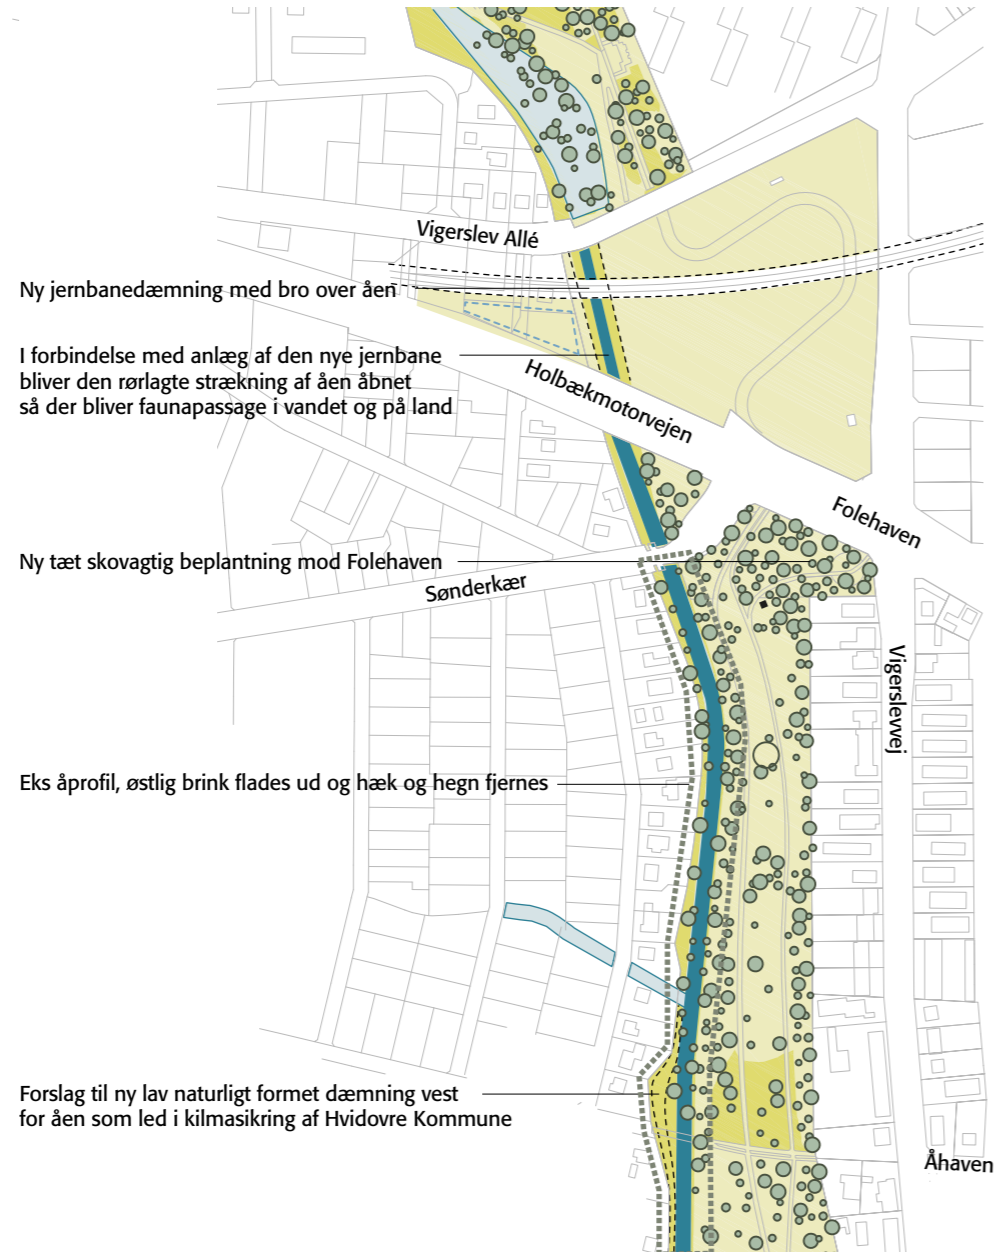 Vigerslev Allé
Ny jernbanedæmning med bro over åen
I forbindelse med anlæg af den nye jernbane
bliver den rørlagte strækning af åen åbnet
så der bliver faunapassage i vandet og på land
Holbækmotorvejen
Folehaven
Ny tæt skovagtig beplantning mod Folehaven
Sønderkær
Vigerslevvej
Eks åprofil, østlig brink flades ud og hæk og hegn fjernes
Forslag til ny lav naturligt formet dæmning vest
for åen som led i kilmasikring af Hvidovre Kommune
Åhaven